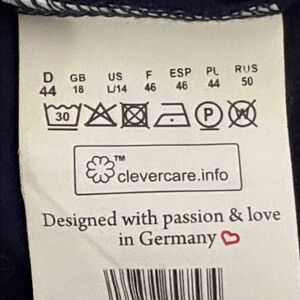 D GB US F ESP PL RUS
44 18 L/14 46 46 44 50
30 P W
™ clevercare.info
Designed with passion & love
in Germany